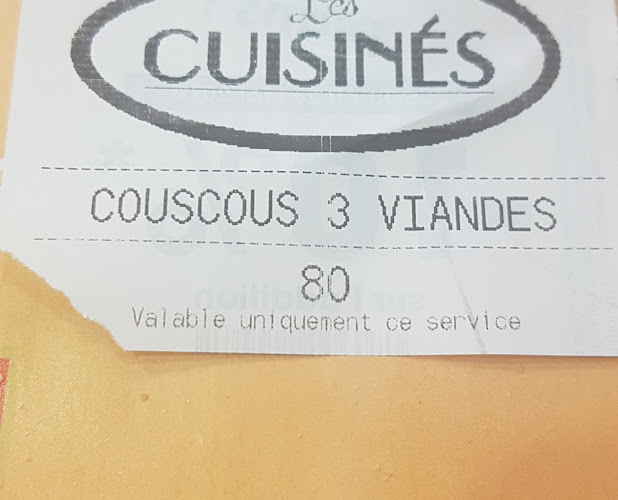 Les
CUISINÉS
COUSCOUS 3 VIANDES
80
Valable uniquement ce service